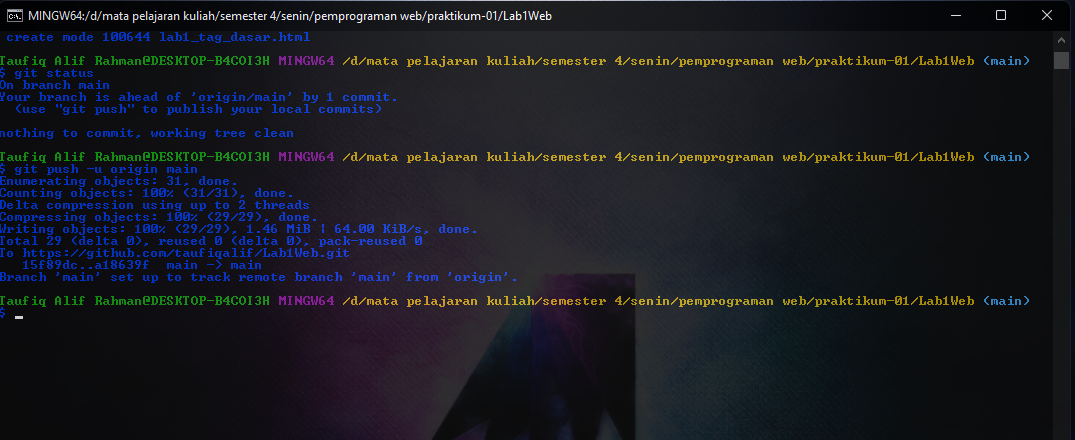 MINGW64:/d/mata pelajaran kuliah/semester 4/senin/pemprograman web/praktikum-01/Lab1Web
create mode 100644 lab1_tag_dasar.html
Taufiq Alif Rahman@DESKTOP-B4COI3H MINGW64 /d/mata pelajaran kuliah/semester 4/senin/pemprograman web/praktikum-01/Lab1Web (main)
$ git status
On branch main
Your branch is ahead of 'origin/main' by 1 commit.
  (use "git push" to publish your local commits)
nothing to commit, working tree clean
Taufiq Alif Rahman@DESKTOP-B4COI3H MINGW64 /d/mata pelajaran kuliah/semester 4/senin/pemprograman web/praktikum-01/Lab1Web (main)
$ git push -u origin main
Enumerating objects: 31, done.
Counting objects: 100% (31/31), done.
Delta compression using up to 2 threads
Compressing objects: 100% (29/29), done.
Writing objects: 100% (29/29), 1.46 MiB | 64.00 KiB/s, done.
Total 29 (delta 0), reused 0 (delta 0), pack-reused 0
To https://github.com/taufiqalif/Lab1Web.git
   15f89dc..a18639f  main -> main
Branch 'main' set up to track remote branch 'main' from 'origin'.
Taufiq Alif Rahman@DESKTOP-B4COI3H MINGW64 /d/mata pelajaran kuliah/semester 4/senin/pemprograman web/praktikum-01/Lab1Web (main)
$